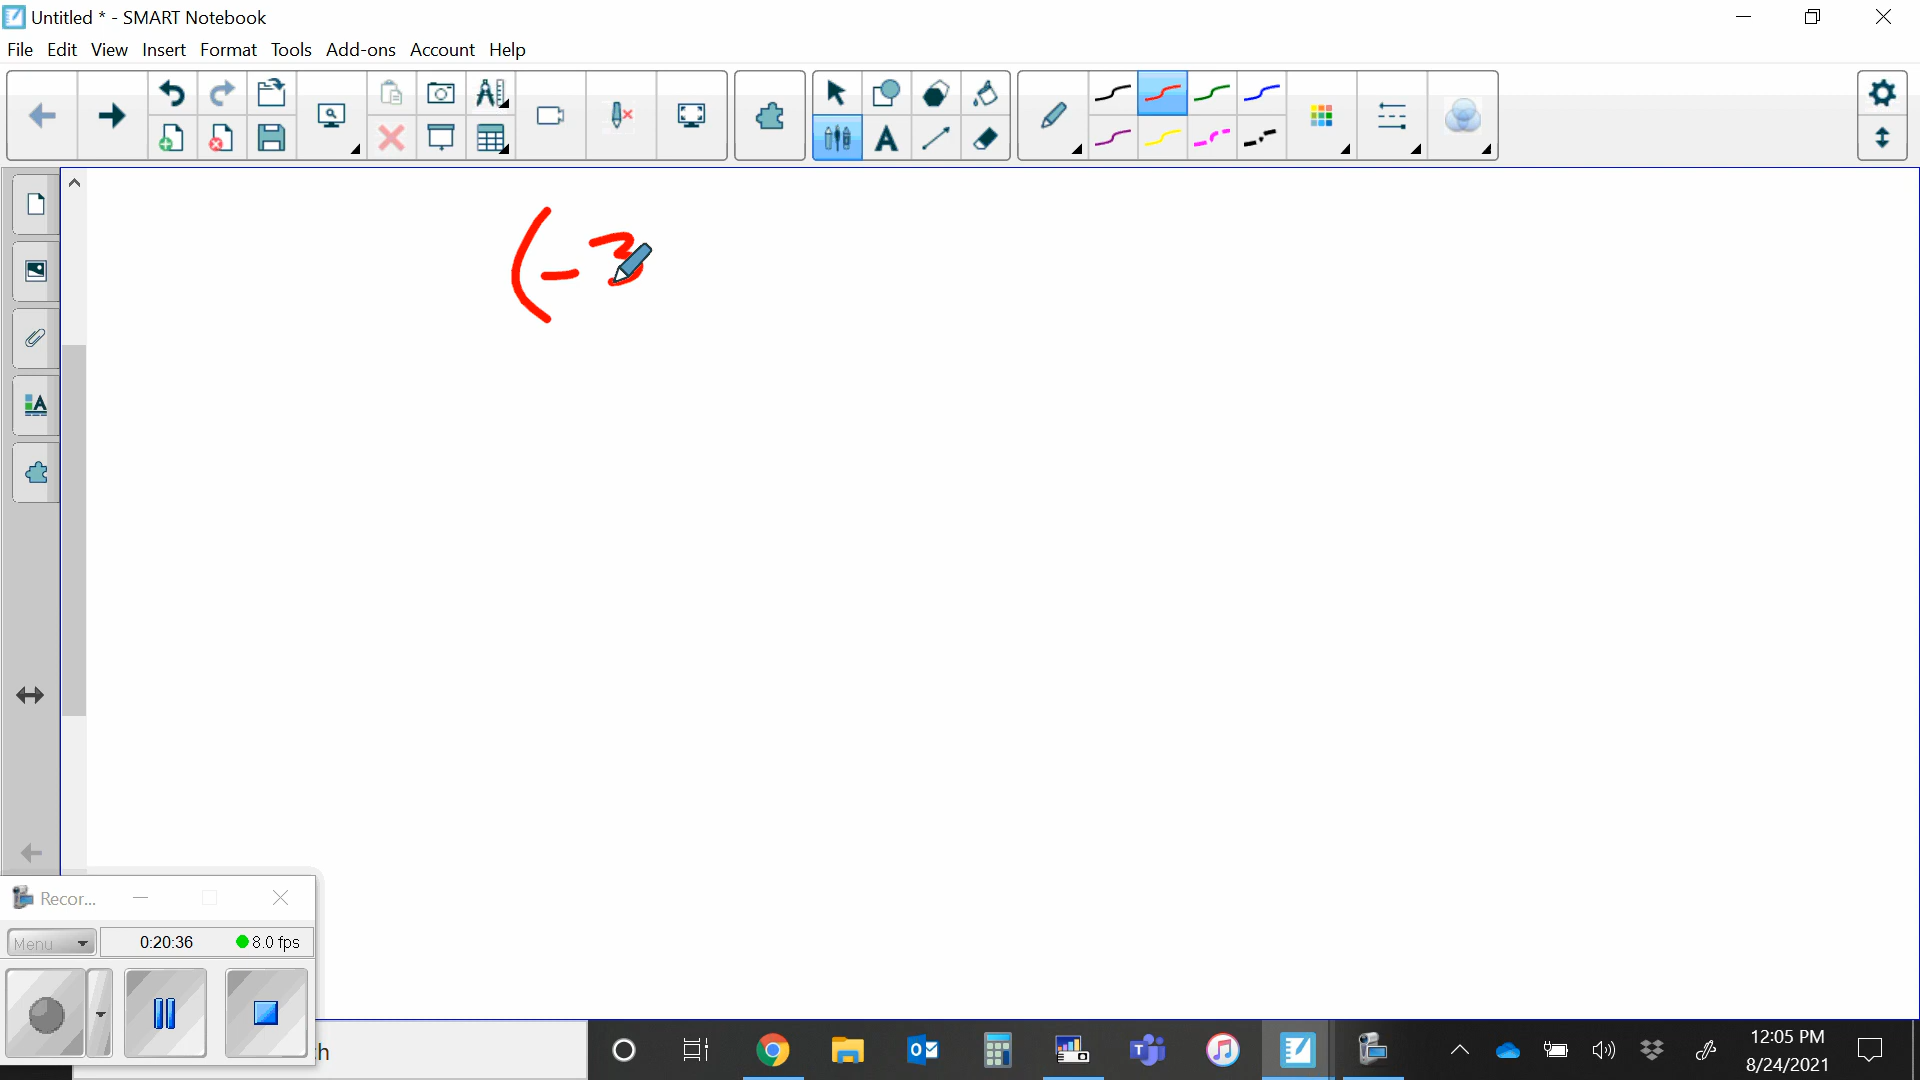 Untitled * - SMART Notebook
File Edit View Insert Format Tools Add-ons Account Help
(-3
Recor...
Menu 0:20:36 8.0 fps
h
12:05 PM
8/24/2021